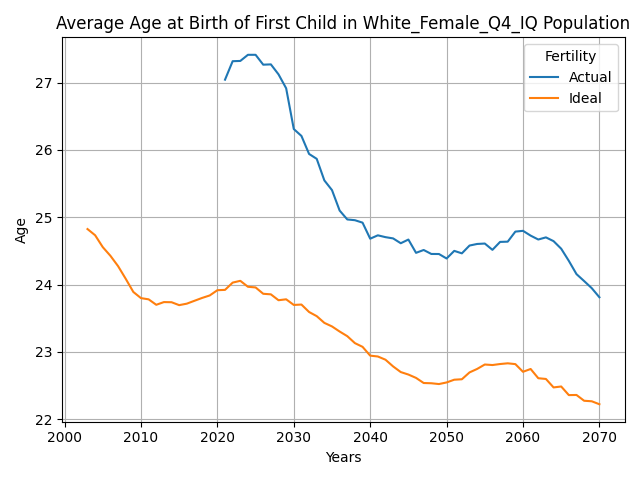 Average Age at Birth of First Child in White_Female_Q4_IQ Population
Fertility
Actual
Ideal
27
26
25
24
23
22
Age
2000
2010
2020
2030
2040
2050
2060
2070
Years